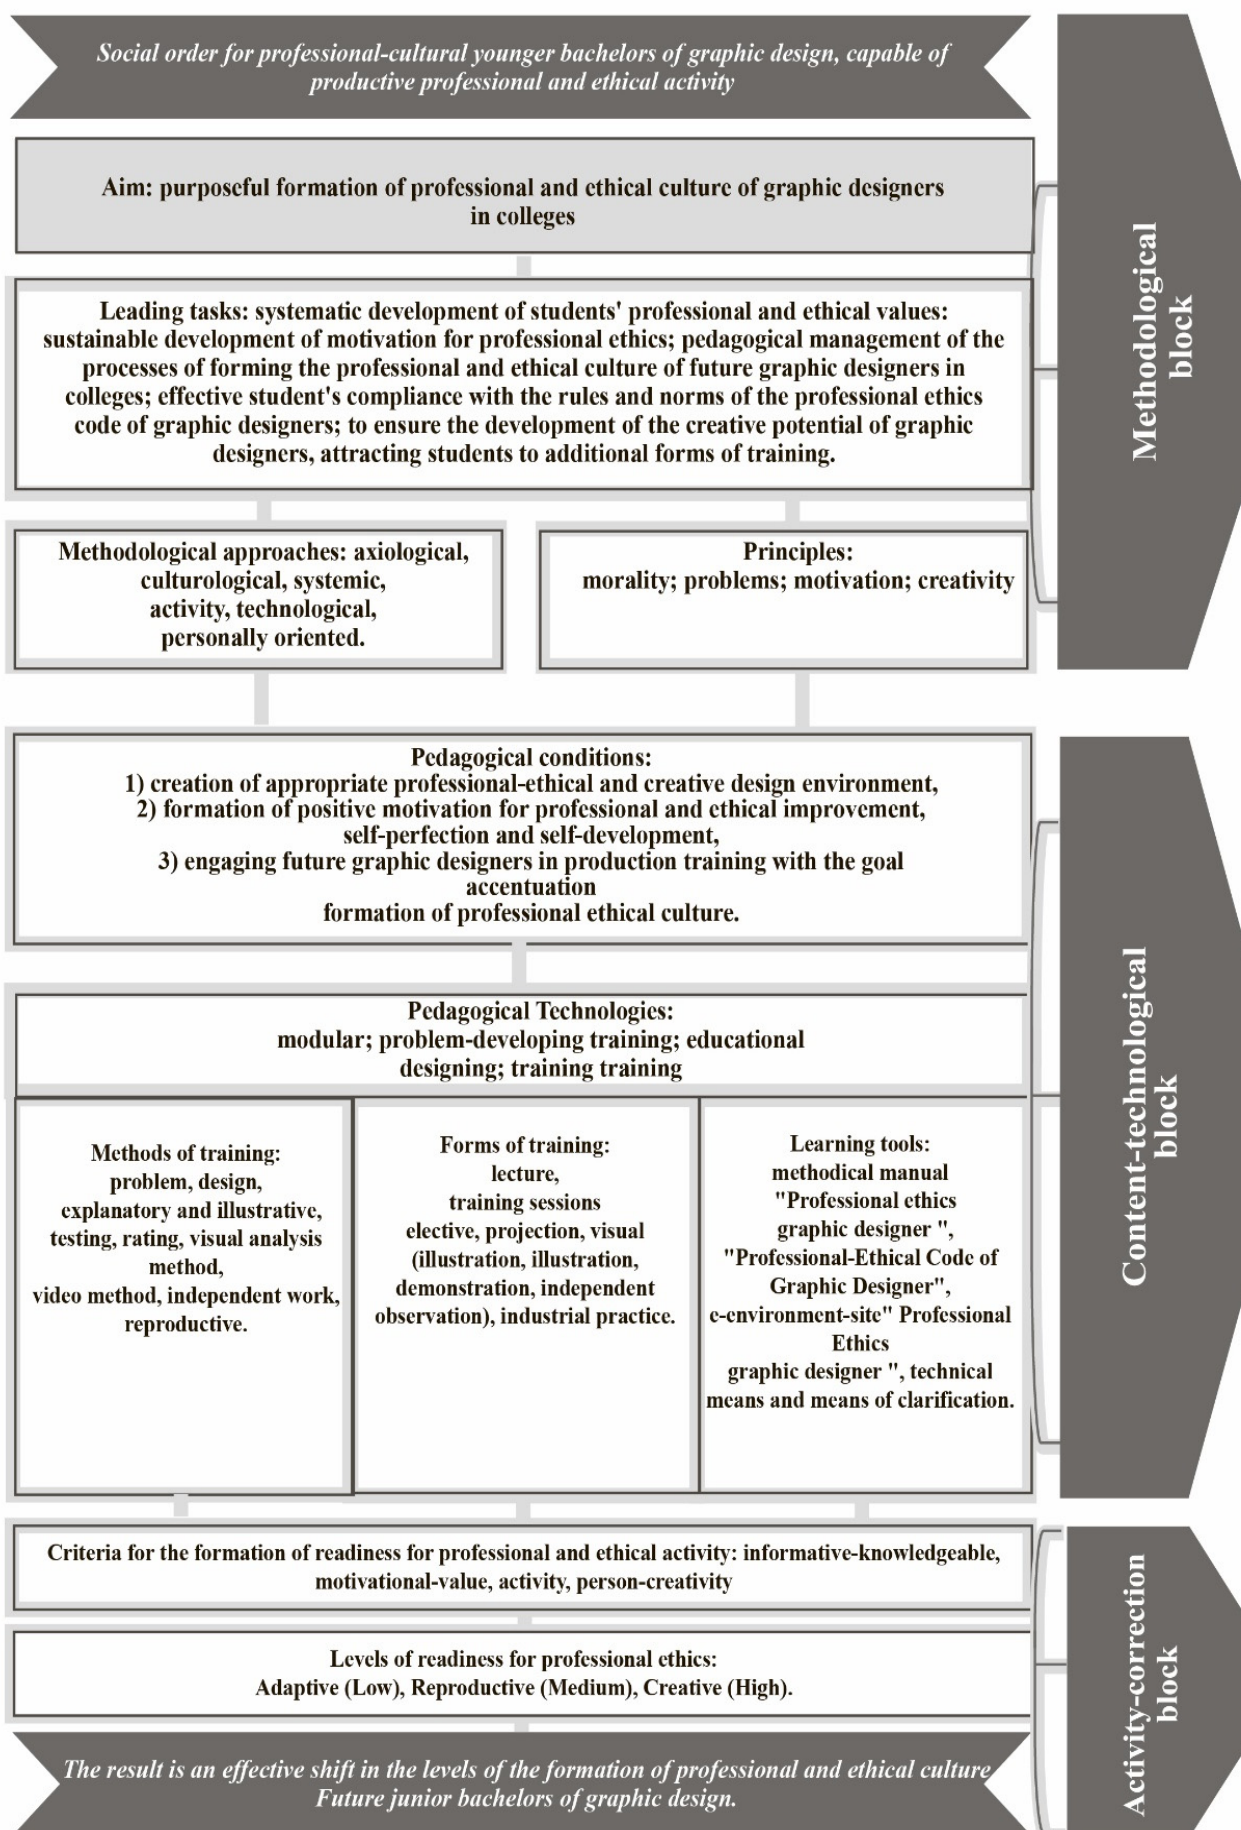 Social order for professional-cultural younger bachelors of graphic design, capable of
productive professional and ethical activity
Aim: purposeful formation of professional and ethical culture of graphic designers
in colleges
Leading tasks: systematic development of students' professional and ethical values:
sustainable development of motivation for professional ethics; pedagogical management of the
processes of forming the professional and ethical culture of future graphic designers in
colleges; effective student's compliance with the rules and norms of the professional ethics
code of graphic designers; to ensure the development of the creative potential of graphic
designers, attracting students to additional forms of training.
Methodological approaches: axiological,
culturological, systemic,
activity, technological,
personally oriented.
Principles:
morality; problems; motivation; creativity
Methodological
block
Pedagogical conditions:
1) creation of appropriate professional-ethical and creative design environment,
2) formation of positive motivation for professional and ethical improvement,
self-perfection and self-development,
3) engaging future graphic designers in production training with the goal
accentuation
formation of professional ethical culture.
Pedagogical Technologies:
modular; problem-developing training; educational
designing; training training
Methods of training:
problem, design,
explanatory and illustrative,
testing, rating, visual analysis
method,
video method, independent work,
reproductive.
Forms of training:
lecture,
training sessions
elective, projection, visual
(illustration, illustration,
demonstration, independent
observation), industrial practice.
Learning tools:
methodical manual
"Professional ethics
graphic designer ",
"Professional-Ethical Code of
Graphic Designer",
e-environment-site" Professional
Ethics
graphic designer ", technical
means and means of clarification.
Content-technological
block
Criteria for the formation of readiness for professional and ethical activity: informative-knowledgeable,
motivational-value, activity, person-creativity
Levels of readiness for professional ethics:
Adaptive (Low), Reproductive (Medium), Creative (High).
The result is an effective shift in the levels of the formation of professional and ethical culture
Future junior bachelors of graphic design.
Activity-correction
block